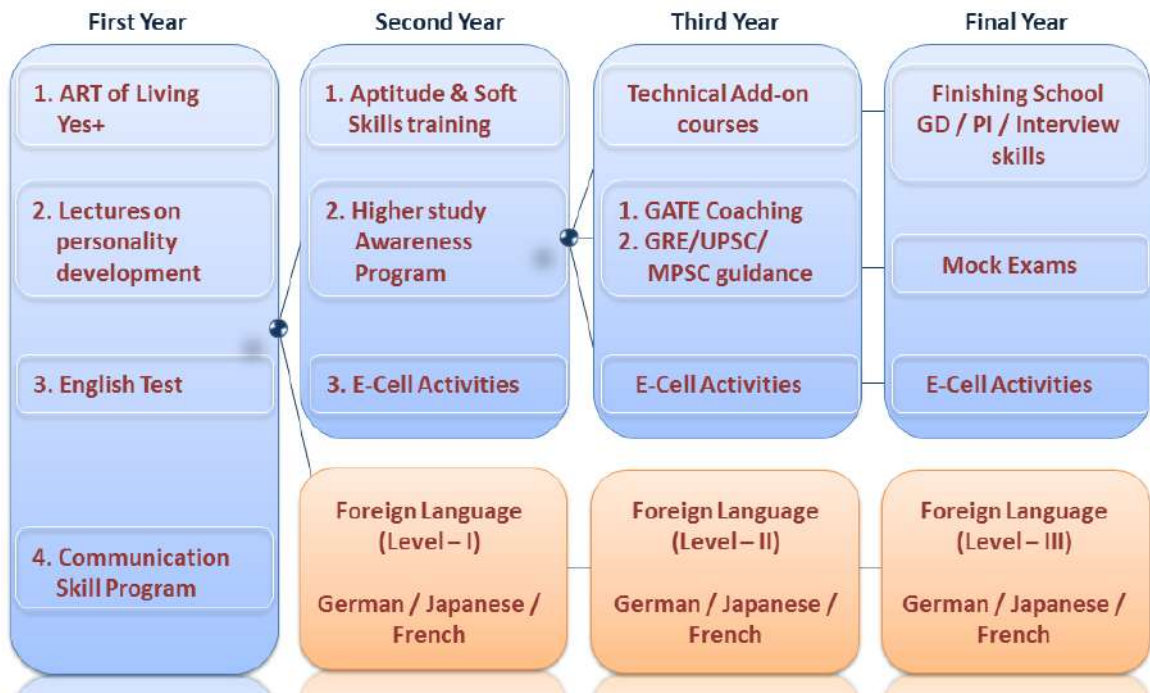 First Year
Second Year
Third Year
Final Year
1. ART of Living
Yes+
2. Lectures on
personality
development
3. English Test
4. Communication
Skill Program
1. Aptitude & Soft
Skills training
2. Higher study
Awareness
Program
3. E-Cell Activities
Technical Add-on
courses
1. GATE Coaching
2. GRE/UPSC/
MPSC guidance
E-Cell Activities
Finishing School
GD / PI / Interview
skills
Mock Exams
E-Cell Activities
Foreign Language
(Level – I)
German / Japanese /
French
Foreign Language
(Level – II)
German / Japanese /
French
Foreign Language
(Level – III)
German / Japanese /
French